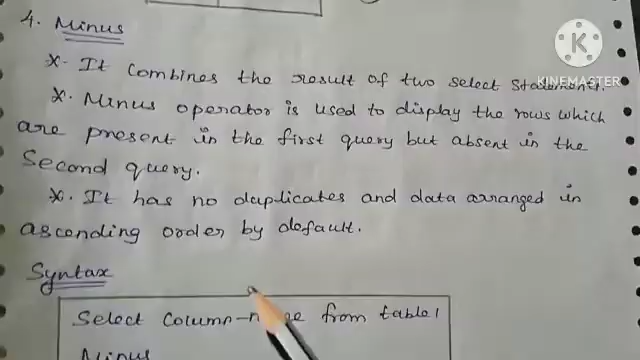 4. Minus
*. It combines the result of two select statements.
*. Minus operator is used to display the rows which
are present in the first query but absent in the
Second query.
*. It has no duplicates and data arranged in
ascending order by default.
Syntax
Select Column- from table1
Minus
KINEMASTER